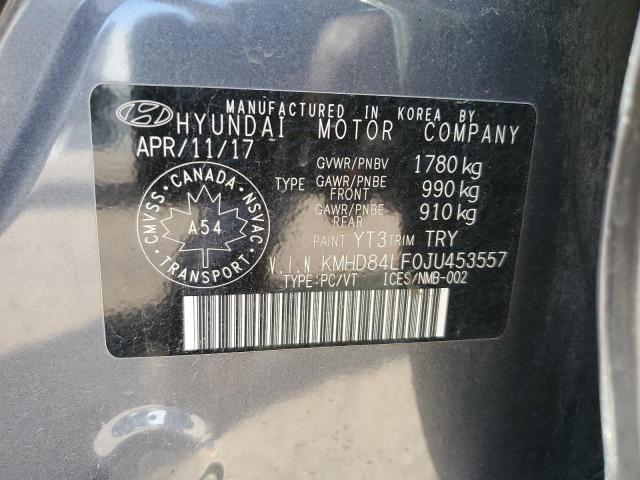 MANUFACTURED IN KOREA BY
HYUNDAI MOTOR COMPANY
APR/11/17
GVWR/PNBV 1780 kg
TYPE GAWR/PNBE FRONT 990 kg
GAWR/PNBE REAR 910 kg
PAINT YT3 TRIM TRY
V.I.N KMHD84LF0JU453557
TYPE:PC/VT ICES/NMB-002
CANADA
CMVSS
NSVAC
A54
TRANSPORT